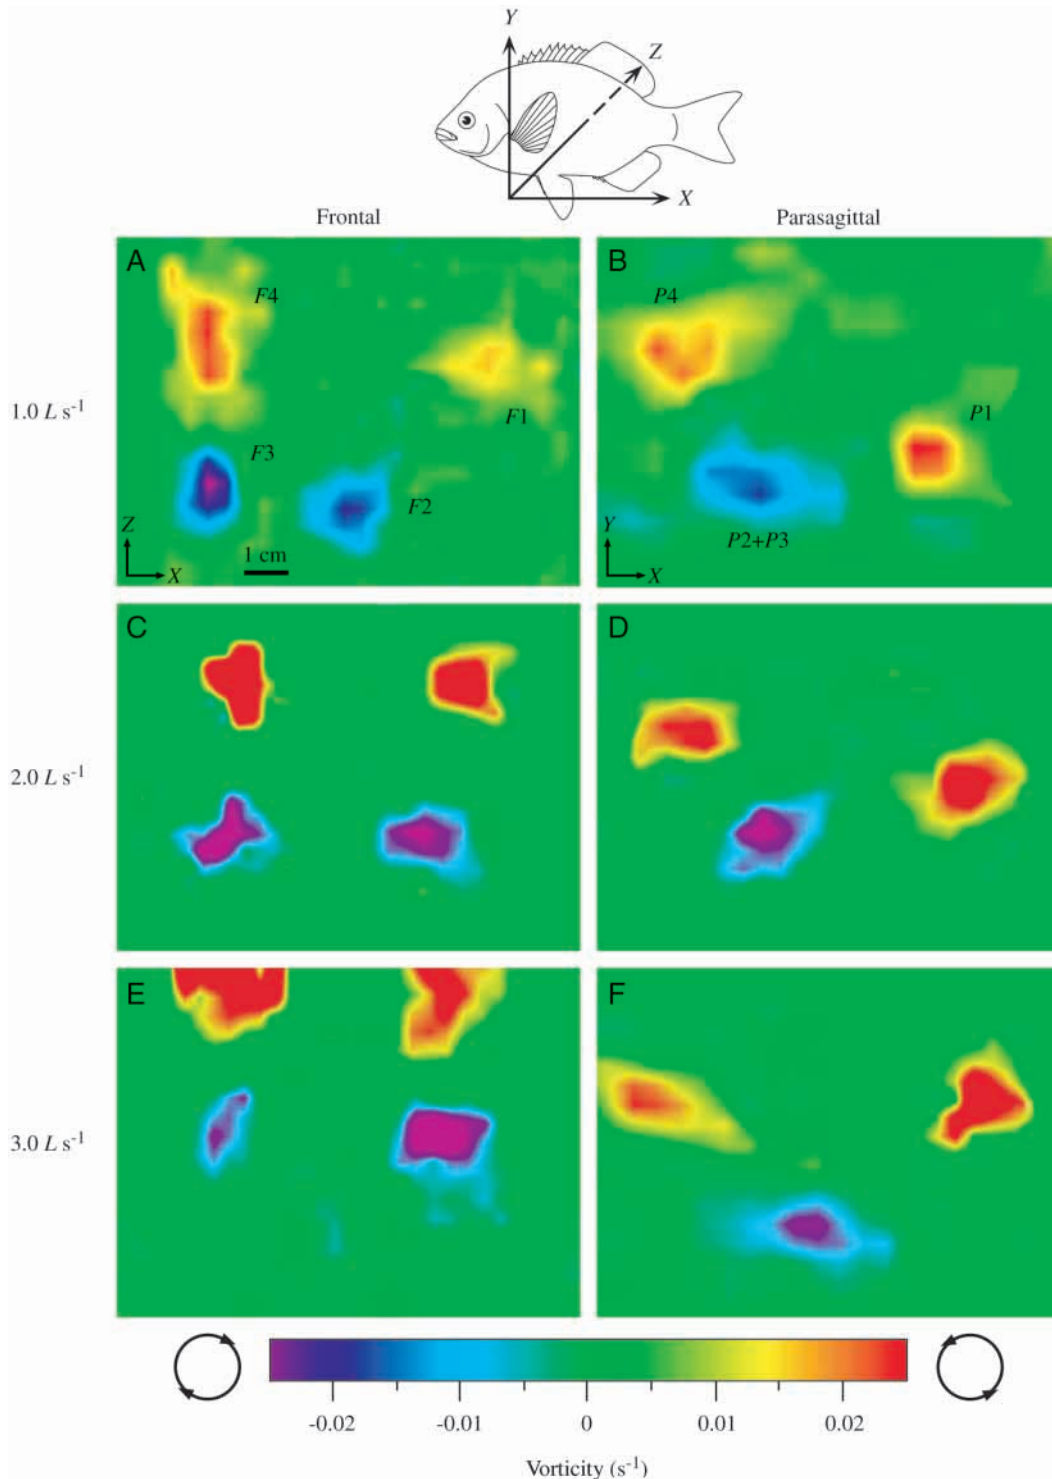 Y
Z
X
Frontal
Parasagittal
A
F4
F1
F3
F2
Z
X
1 cm
B
P4
P1
P2+P3
Y
X
1.0 L s⁻¹
C
D
2.0 L s⁻¹
E
F
3.0 L s⁻¹
-0.02 -0.01 0 0.01 0.02
Vorticity (s⁻¹)